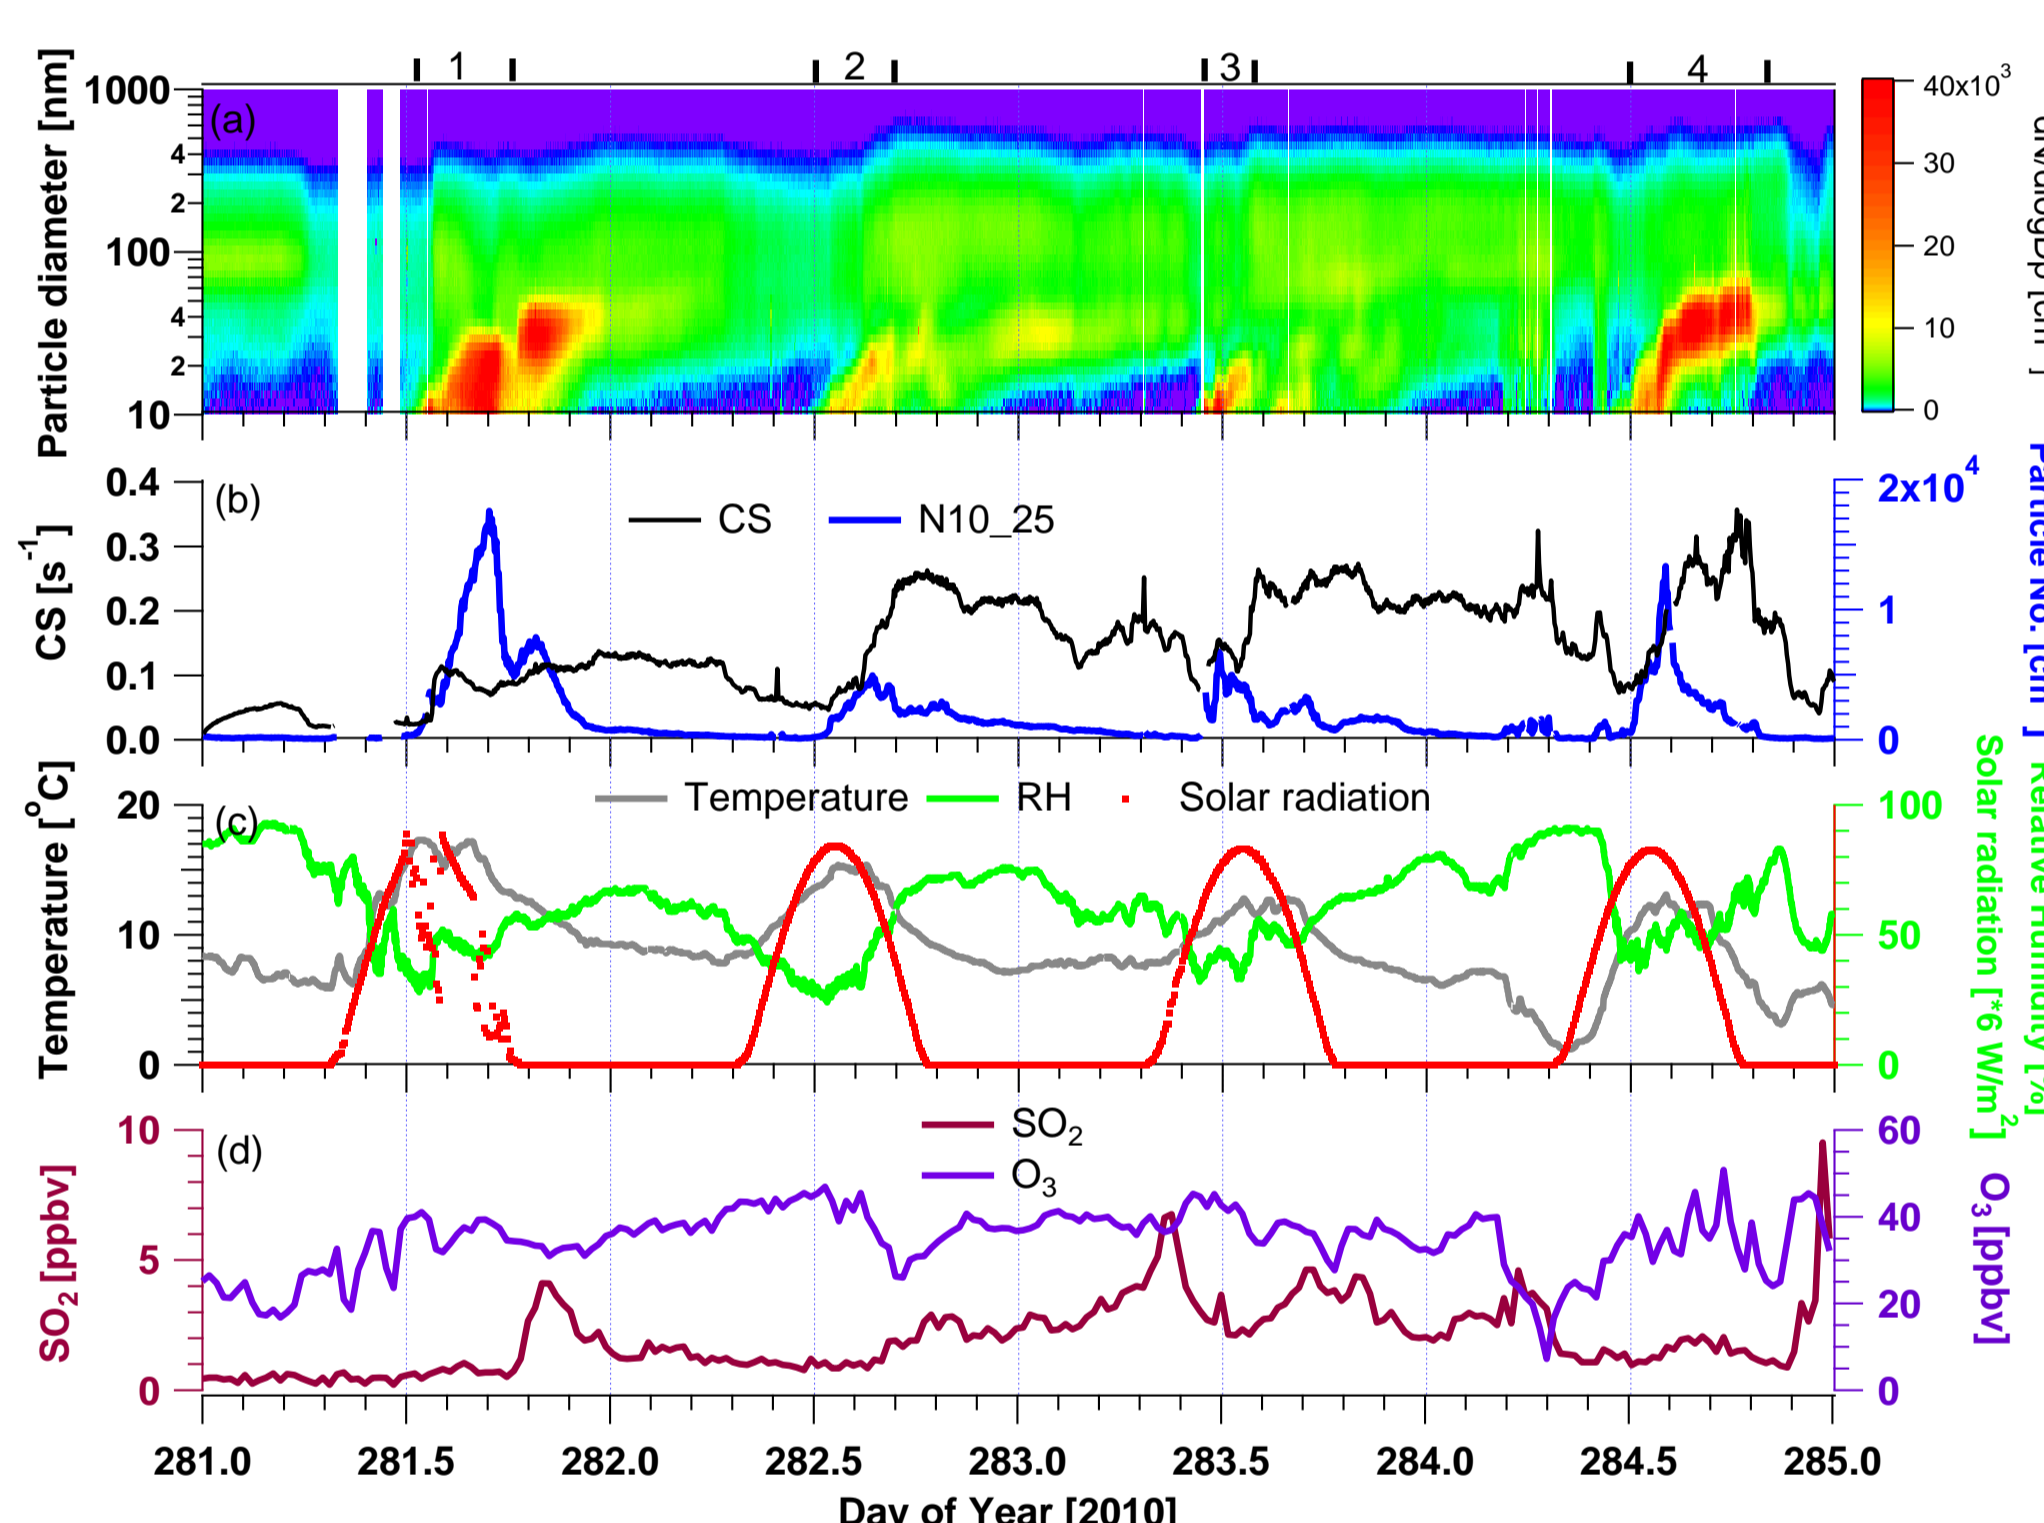 1 2 3 4
Particle diameter [nm]
1000
4
2
100
4
2
10
(a)
40x10³
30
20
10
0
CS [s⁻¹]
0.4
0.3
0.2
0.1
0.0
(b)
CS
N10_25
2x10⁴
1
0
Temperature [°C]
20
10
0
(c)
Temperature
RH
Solar radiation
100
50
0
Solar radiation [*6 W/m²]
SO₂ [ppbv]
10
5
0
(d)
SO₂
O₃
60
40
20
0
O₃ [ppbv]
281.0 281.5 282.0 282.5 283.0 283.5 284.0 284.5 285.0
Day of Year [2010]